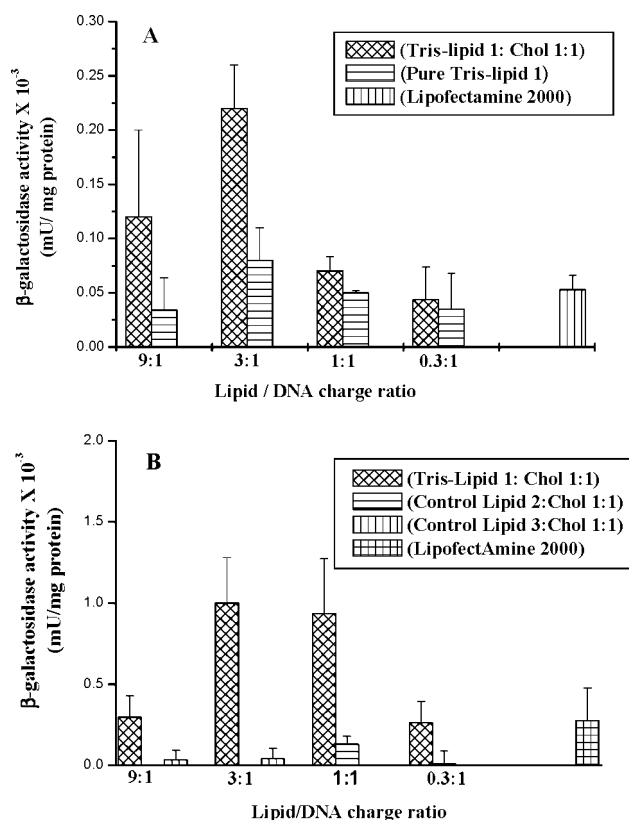 A
(Tris-lipid 1: Chol 1:1)
(Pure Tris-lipid 1)
(Lipofectamine 2000)
β-galactosidase activity X 10⁻³
(mU/ mg protein)
0.30
0.25
0.20
0.15
0.10
0.05
0.00
9:1 3:1 1:1 0.3:1
Lipid / DNA charge ratio
B
(Tris-Lipid 1: Chol 1:1)
(Control Lipid 2:Chol 1:1)
(Control Lipid 3:Chol 1:1)
(LipofectAmine 2000)
β-galactosidase activity X 10⁻³
(mU/mg protein)
2.0
1.5
1.0
0.5
0.0
9:1 3:1 1:1 0.3:1
Lipid/DNA charge ratio